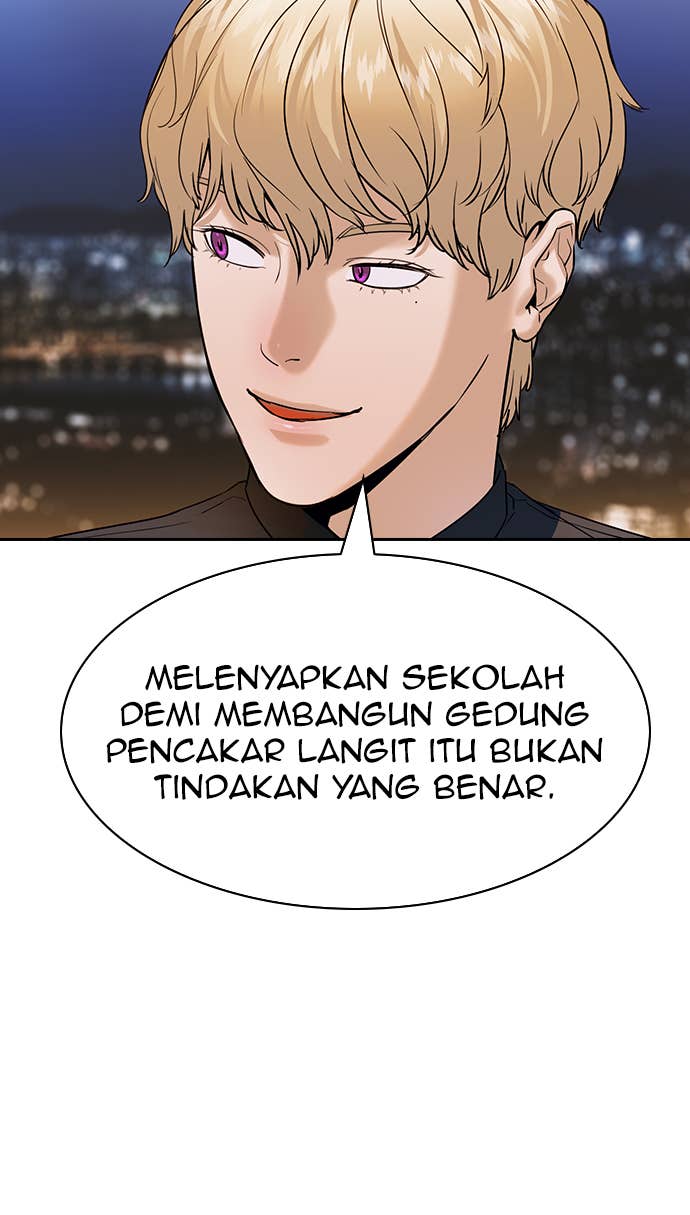 MELENYAPKAN SEKOLAH
DEMI MEMBANGUN GEDUNG
PENCAKAR LANGIT ITU BUKAN
TINDAKAN YANG BENAR.